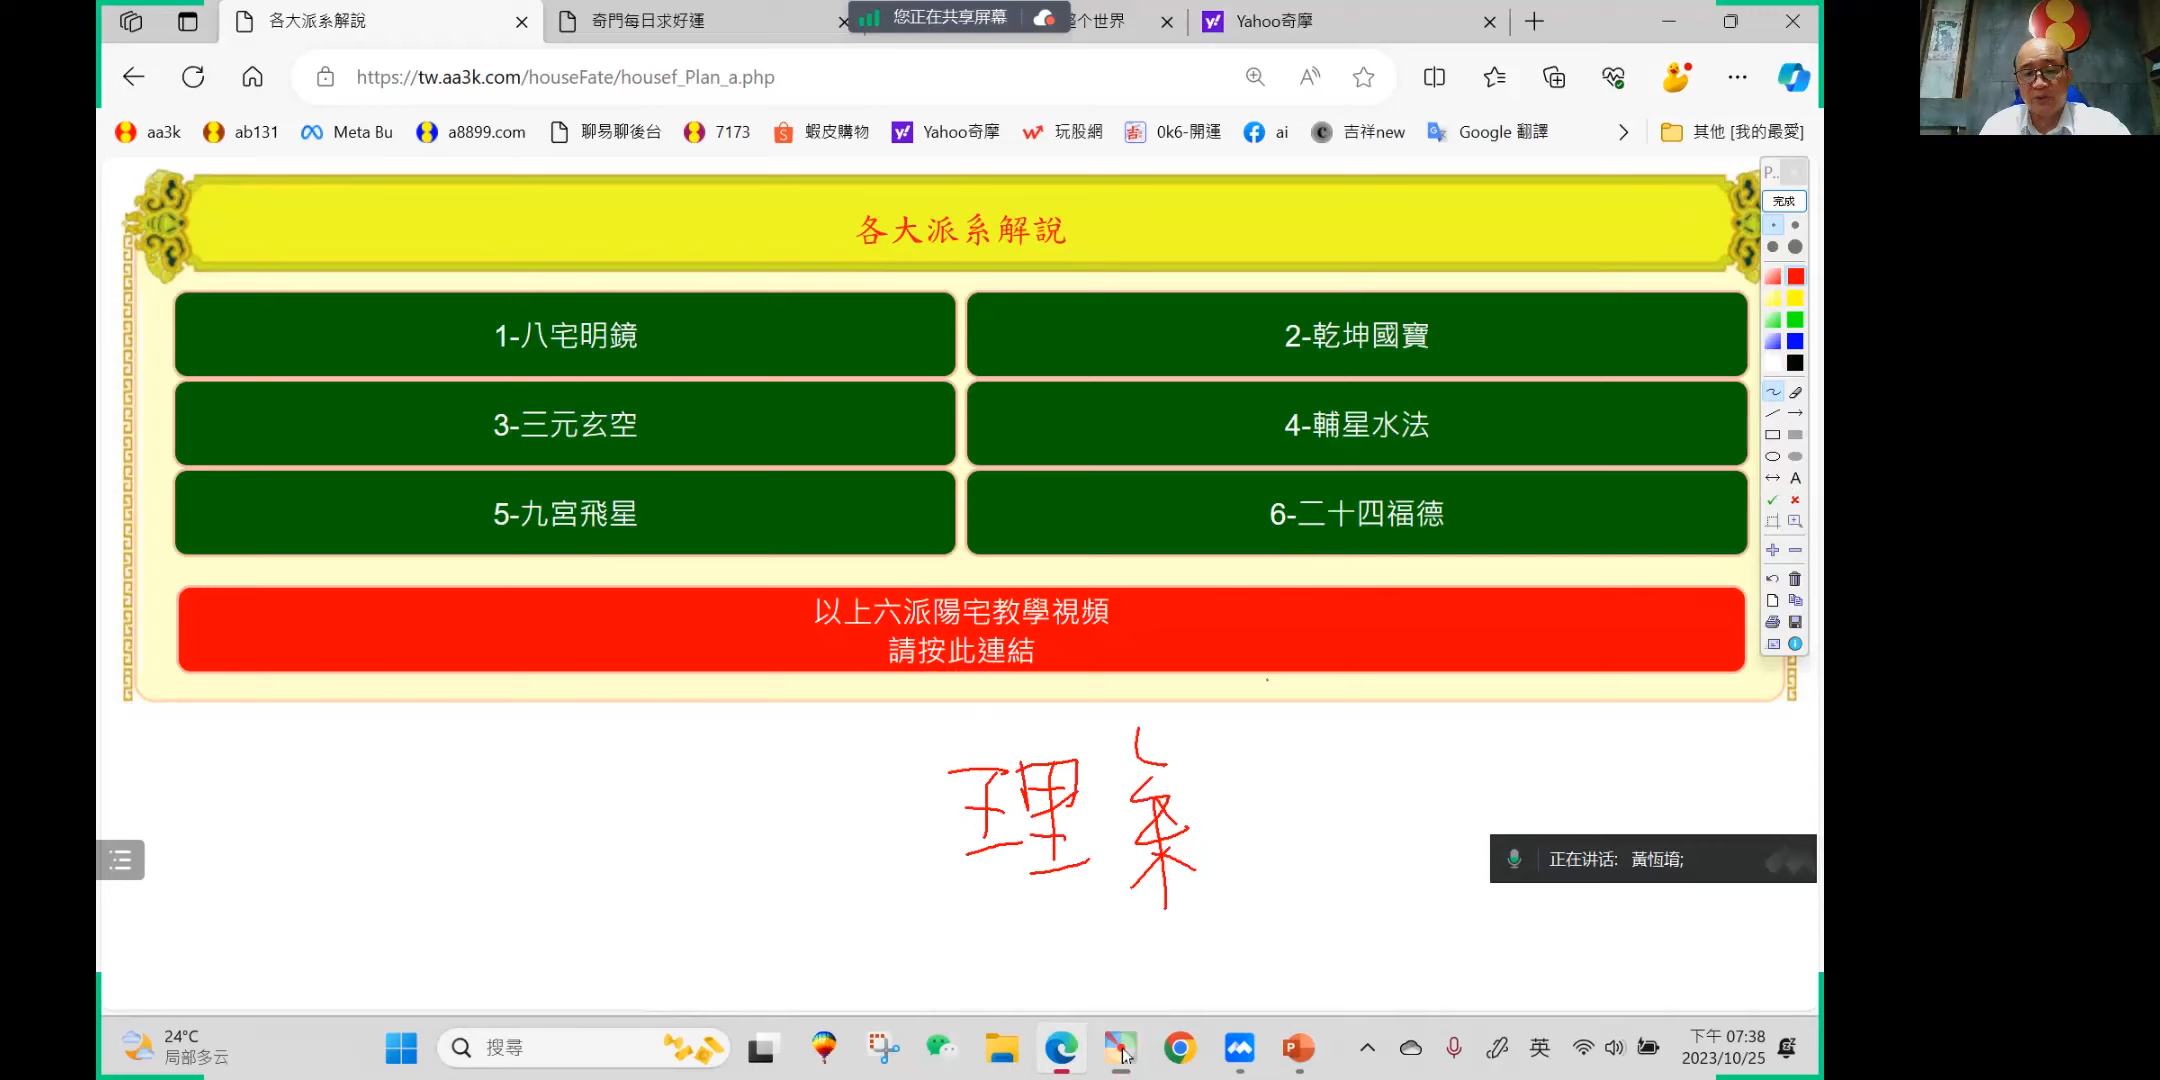 各大派系解說
奇門每日求好運
您正在共享屏幕
整个世界
Yahoo奇摩
https://tw.aa3k.com/houseFate/housef_Plan_a.php
aa3k
ab131
Meta Bu
a8899.com
聊易聊後台
7173
蝦皮購物
Yahoo奇摩
玩股網
0k6-開運
ai
吉祥new
Google 翻譯
其他 [我的最愛]
P...
完成
各大派系解說
1-八宅明鏡
2-乾坤國寶
3-三元玄空
4-輔星水法
5-九宮飛星
6-二十四福德
以上六派陽宅教學視頻
請按此連結
理
正在讲话: 黃恆堉;
24°C
局部多云
搜尋
英
下午 07:38
2023/10/25